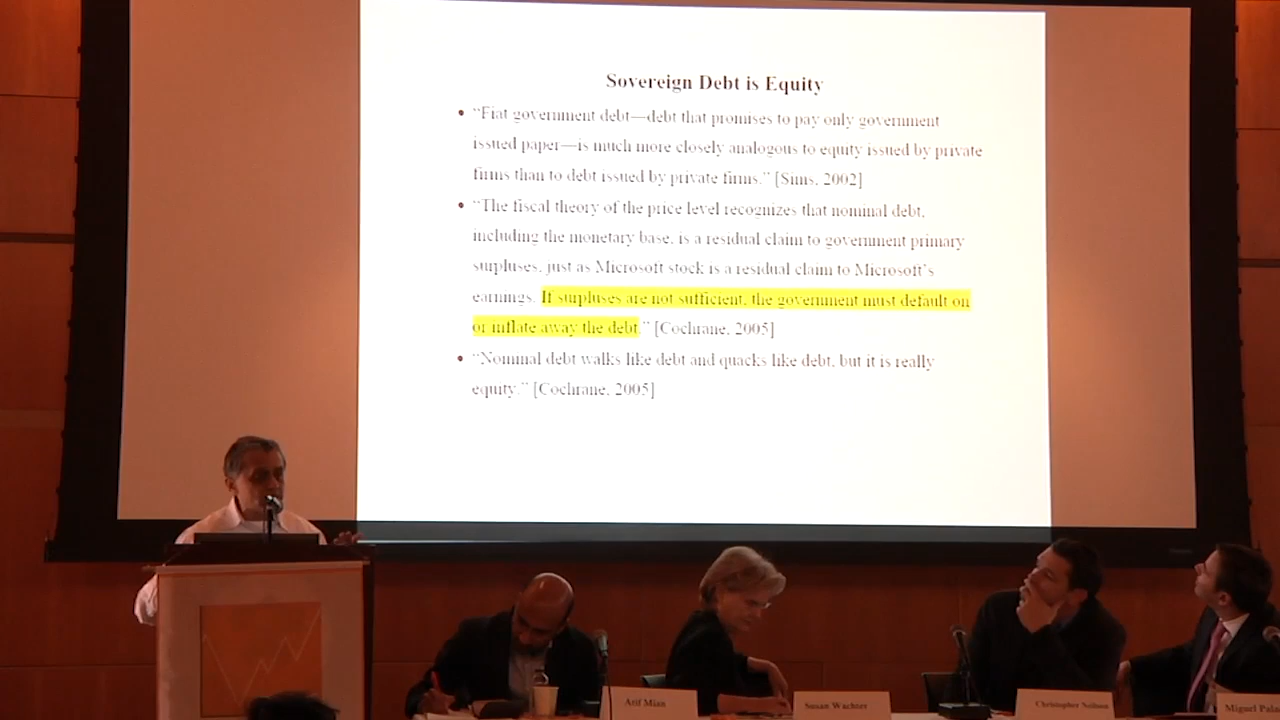 Sovereign Debt is Equity
• “Fiat government debt—debt that promises to pay only government
issued paper—is much more closely analogous to equity issued by private
firms than to debt issued by private firms.” [Sims, 2002]
• “The fiscal theory of the price level recognizes that nominal debt,
including the monetary base, is a residual claim to government primary
surpluses, just as Microsoft stock is a residual claim to Microsoft’s
earnings. If surpluses are not sufficient, the government must default on
or inflate away the debt.” [Cochrane, 2005]
• “Nominal debt walks like debt and quacks like debt, but it is really
equity.” [Cochrane, 2005]
Atif Mian
Susan Wachter
Christopher Neilson
Miguel